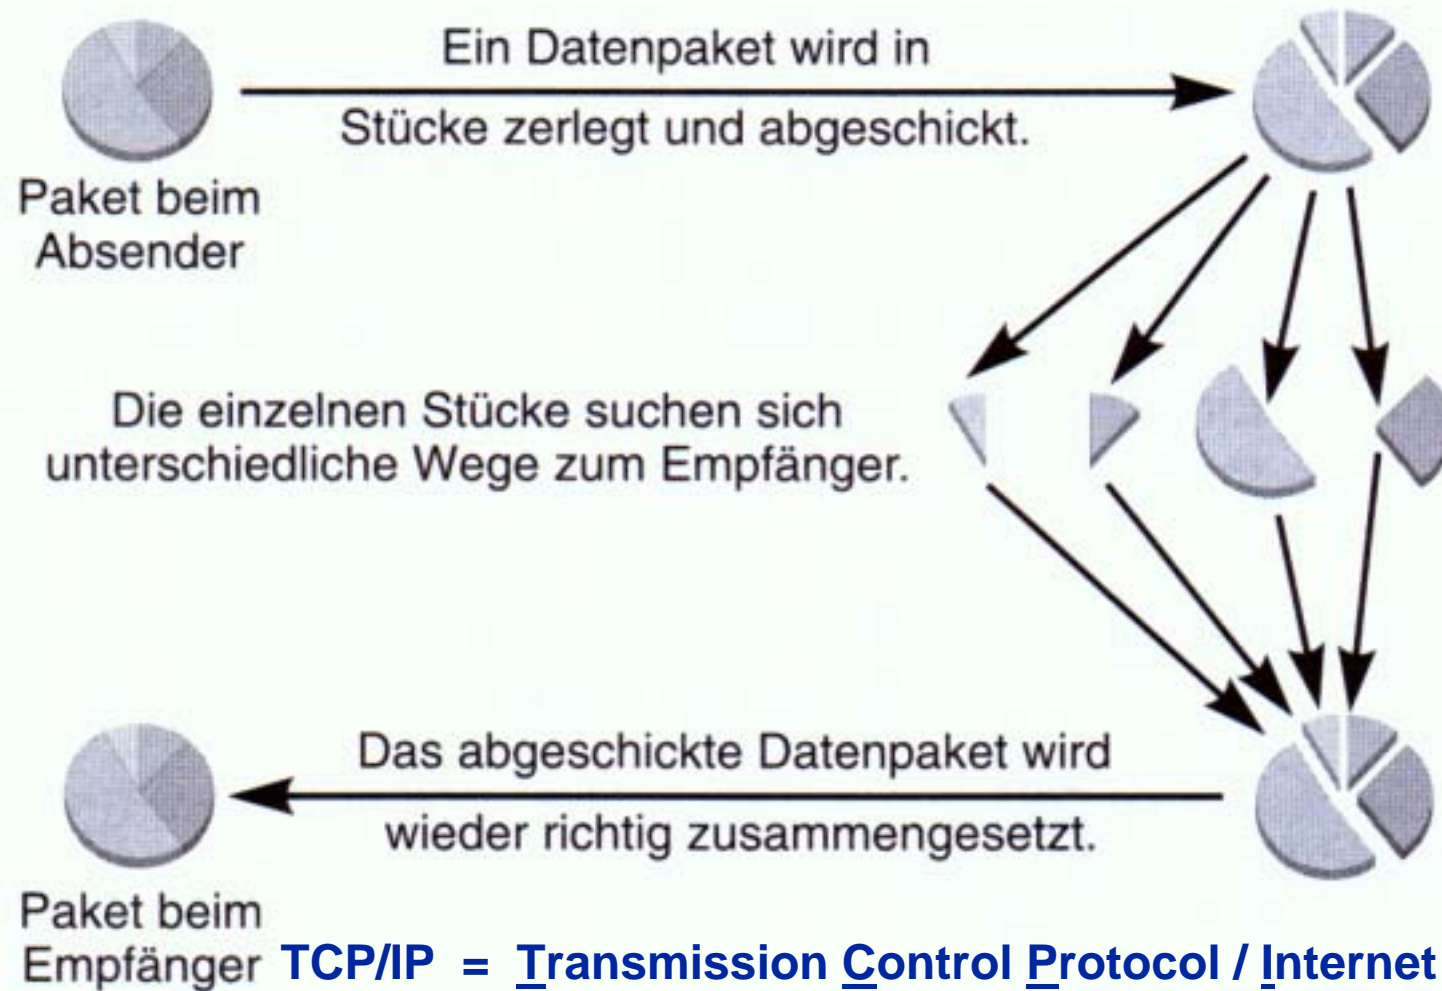 Ein Datenpaket wird in
Stücke zerlegt und abgeschickt.
Paket beim
Absender
Die einzelnen Stücke suchen sich
unterschiedliche Wege zum Empfänger.
Das abgeschickte Datenpaket wird
wieder richtig zusammengesetzt.
Paket beim
Empfänger
TCP/IP = Transmission Control Protocol / Internet